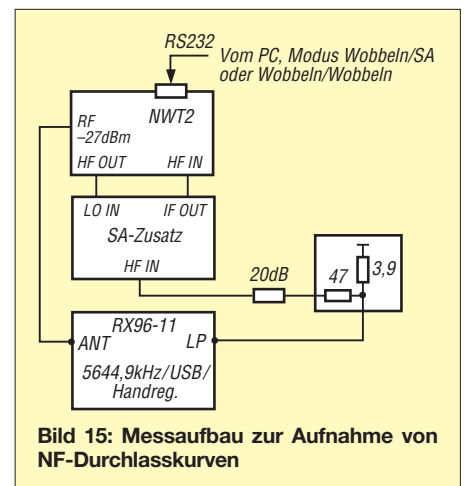 RS232
Vom PC, Modus Wobbeln/SA
oder Wobbeln/Wobbeln
NWT2
RF
–27dBm
HF OUT
HF IN
LO IN
IF OUT
SA-Zusatz
HF IN
20dB
47
3,9
RX96-11
ANT
LP
5644,9kHz/USB/
Handreg.
Bild 15: Messaufbau zur Aufnahme von
NF-Durchlasskurven